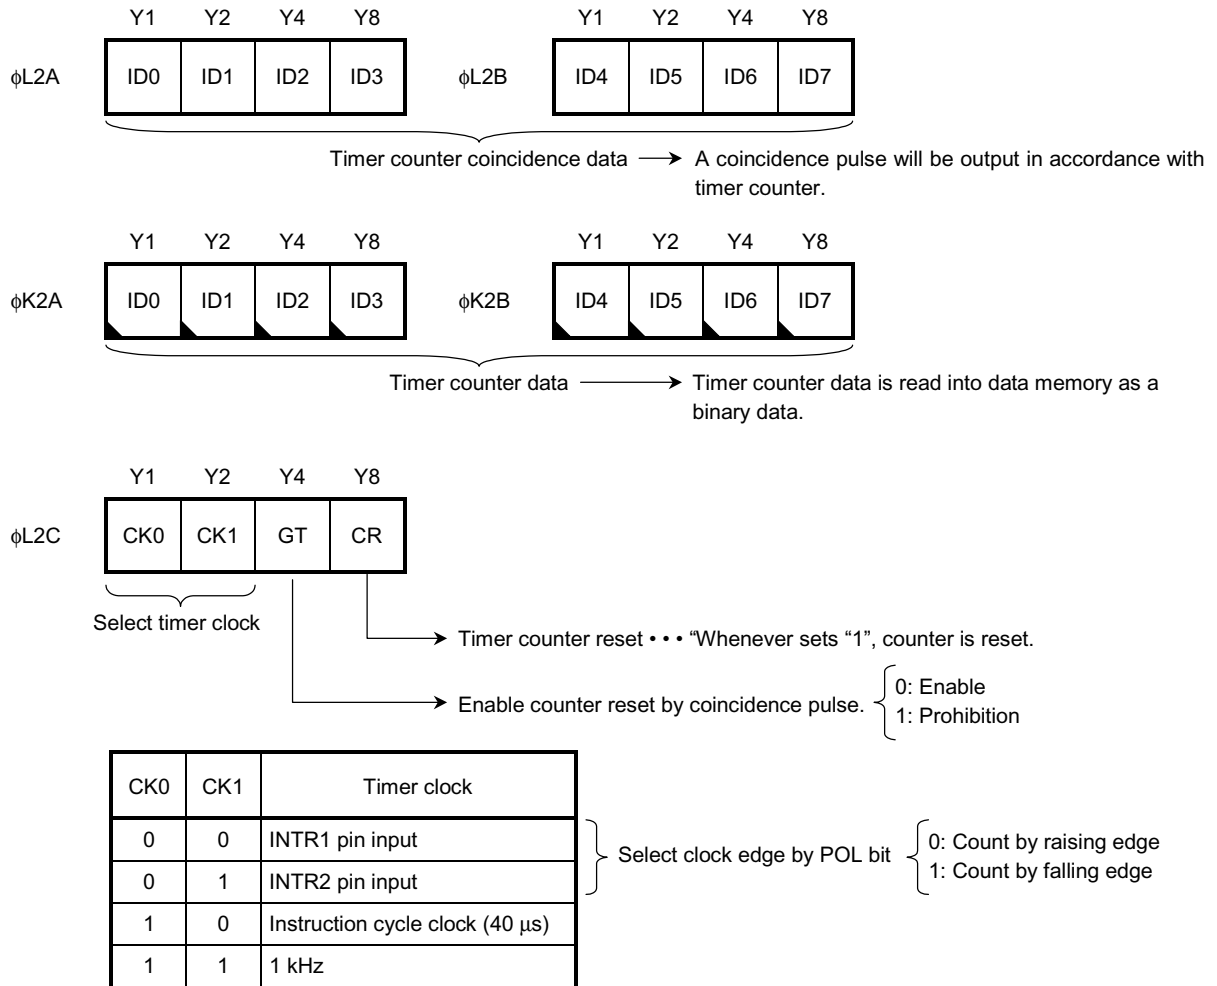 Y1 Y2 Y4 Y8 Y1 Y2 Y4 Y8
ϕL2A ID0 ID1 ID2 ID3 ϕL2B ID4 ID5 ID6 ID7
Timer counter coincidence data → A coincidence pulse will be output in accordance with
timer counter.
Y1 Y2 Y4 Y8 Y1 Y2 Y4 Y8
ϕK2A ID0 ID1 ID2 ID3 ϕK2B ID4 ID5 ID6 ID7
Timer counter data → Timer counter data is read into data memory as a
binary data.
Y1 Y2 Y4 Y8
ϕL2C CK0 CK1 GT CR
Select timer clock
Timer counter reset • • • “Whenever sets “1”, counter is reset.
Enable counter reset by coincidence pulse.
0: Enable
1: Prohibition
CK0 CK1 Timer clock
0 0 INTR1 pin input
0 1 INTR2 pin input
1 0 Instruction cycle clock (40 μs)
1 1 1 kHz
Select clock edge by POL bit
0: Count by raising edge
1: Count by falling edge